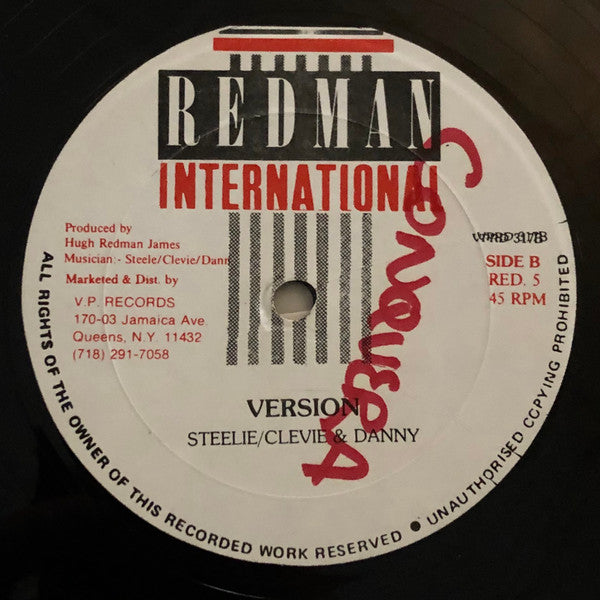 REDMAN
INTERNATIONAL
Produced by
Hugh Redman James
Musician:- Steele/Clevie/Dann
Marketed & Dist. by
V.P. RECORDS
170-03 Jamaica Ave
Queens, N.Y. 11432
(718) 291-7058
SIDE B
RED. 5
45 RPM
VERSION
STEELIE/CLEVIE & DANNY
ALL RIGHTS OF THE OWNER OF THIS RECORDED WORK RESERVED • UNAUTHORISED COPYING PROHIBITED